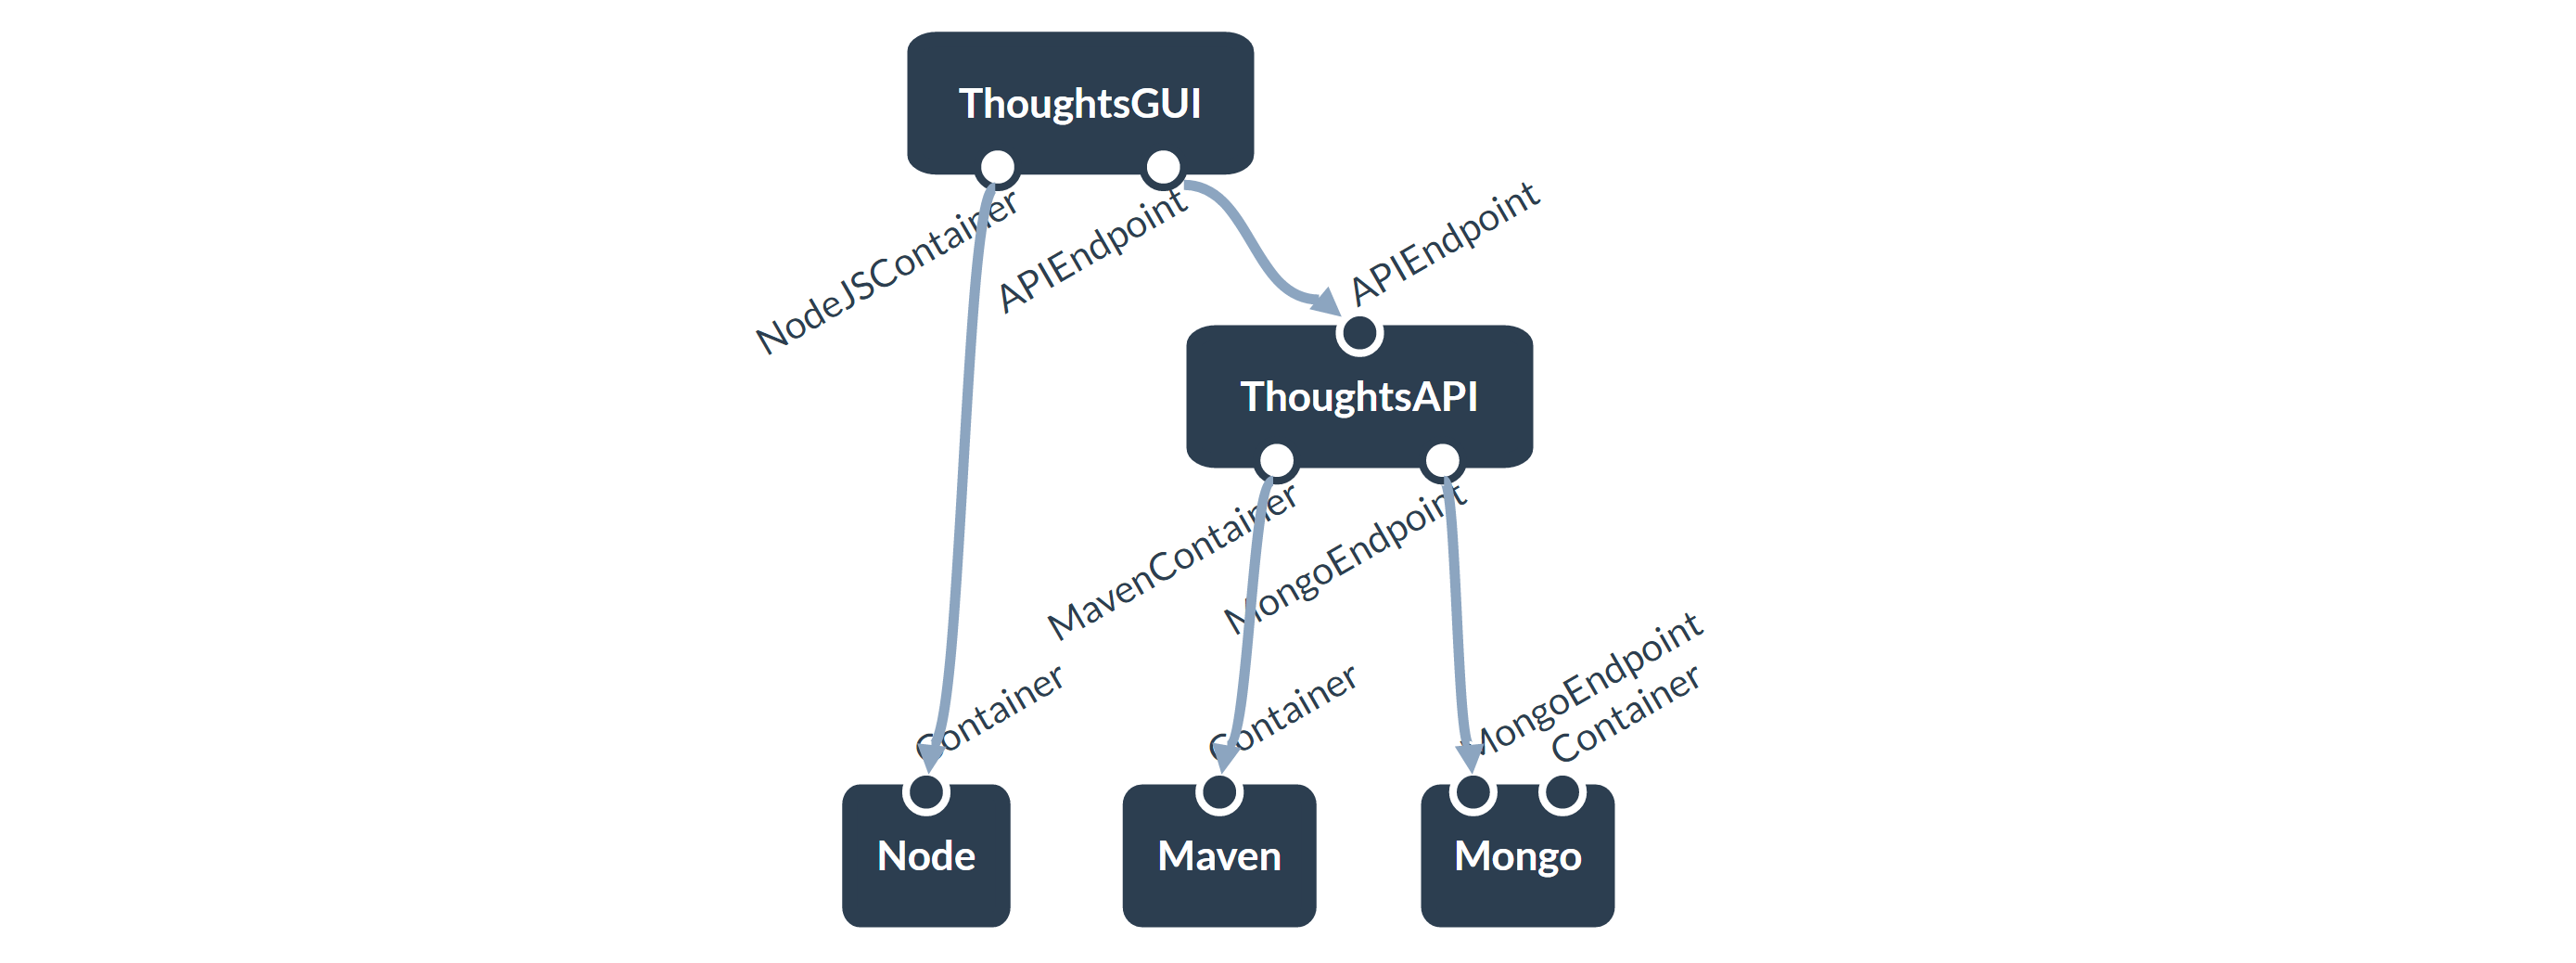 ThoughtsGUI
NodeJSContainer
APIEndpoint
APIEndpoint
ThoughtsAPI
MavenContainer
MongoEndpoint
Container
Container
MongoEndpoint
Container
Node
Maven
Mongo